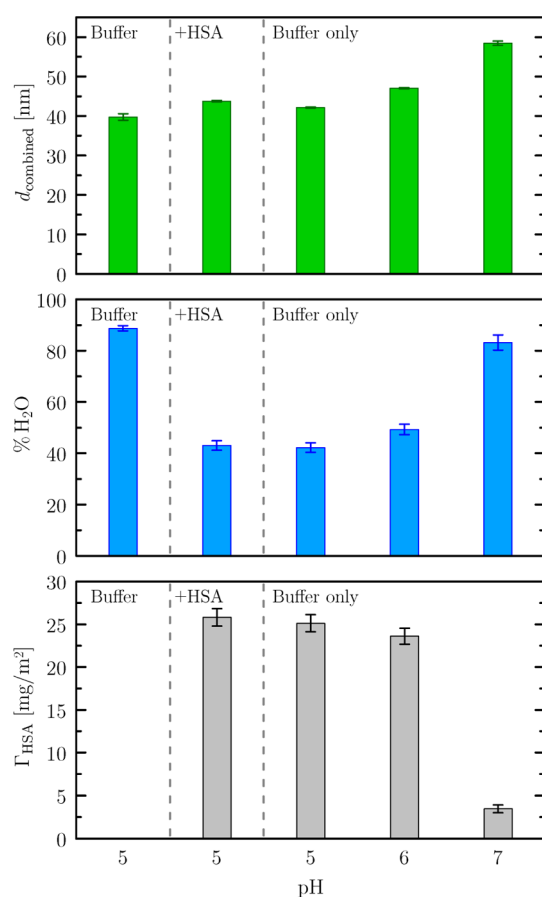 Buffer +HSA Buffer only
60
50
40
30
20
10
0
d_combined [nm]
Buffer +HSA Buffer only
100
80
60
40
20
0
% H₂O
Buffer +HSA Buffer only
30
25
20
15
10
5
0
Γ_HSA [mg/m²]
5 5 5 6 7
pH